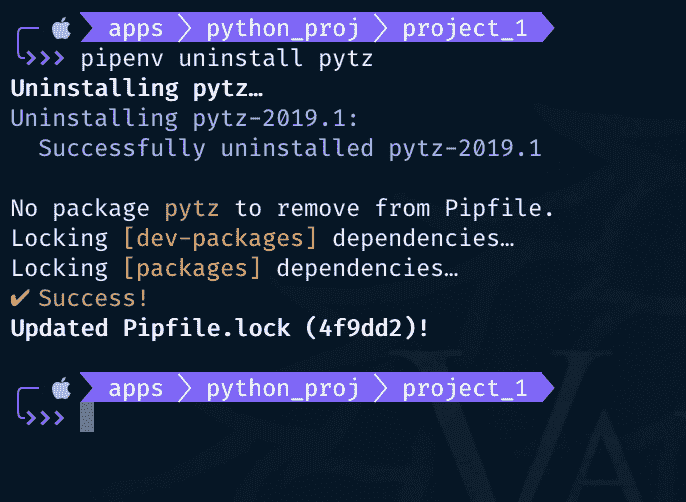 apps python_proj project_1
❯❯❯ pipenv uninstall pytz
Uninstalling pytz…
Uninstalling pytz-2019.1:
  Successfully uninstalled pytz-2019.1

No package pytz to remove from Pipfile.
Locking [dev-packages] dependencies…
Locking [packages] dependencies…
✔ Success!
Updated Pipfile.lock (4f9dd2)!

apps python_proj project_1
❯❯❯